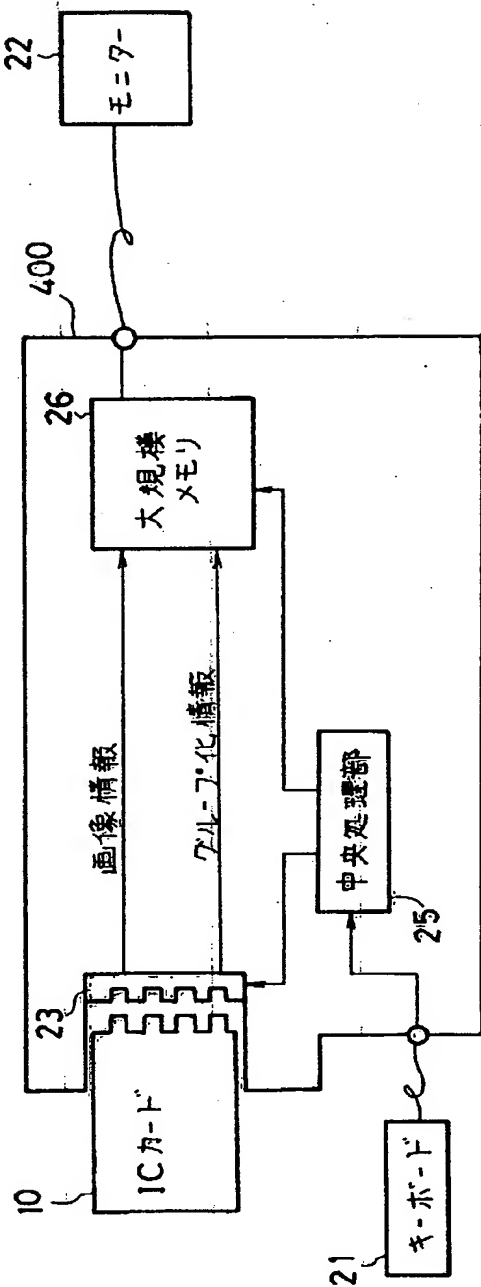 22
モニター
400
26
大規模
メモリ
画像情報
グループ化情報
23
10
ICカード
中央処理部
25
21
キーボード